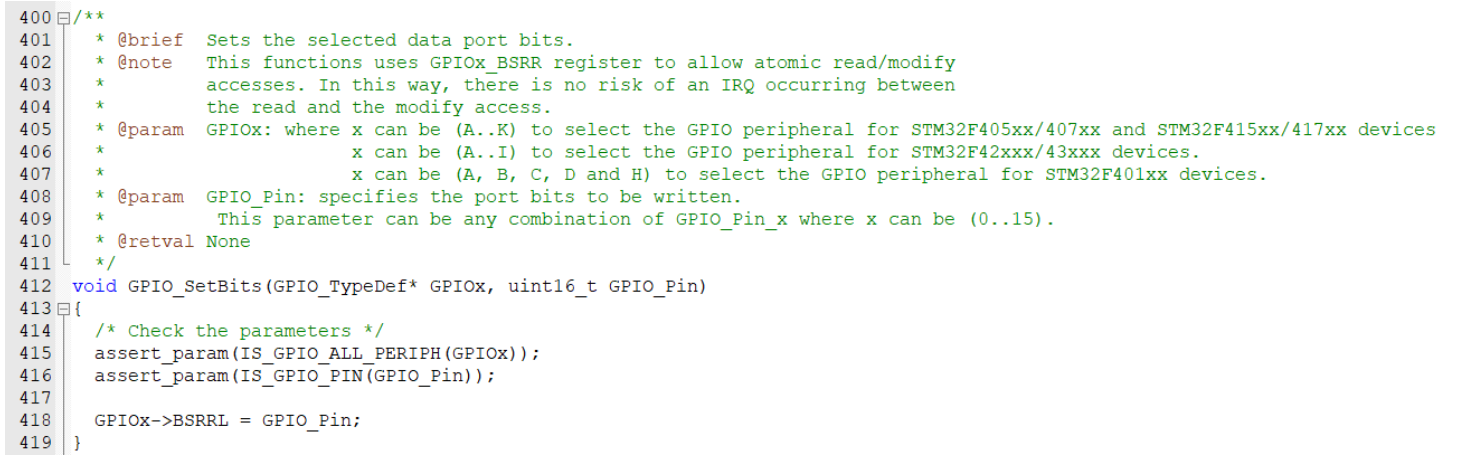 400 /**
401   * @brief  Sets the selected data port bits.
402   * @note   This functions uses GPIOx_BSRR register to allow atomic read/modify
403   *         accesses. In this way, there is no risk of an IRQ occurring between
404   *         the read and the modify access.
405   * @param  GPIOx: where x can be (A..K) to select the GPIO peripheral for STM32F405xx/407xx and STM32F415xx/417xx devices
406   *                      x can be (A..I) to select the GPIO peripheral for STM32F42xxx/43xxx devices.
407   *                      x can be (A, B, C, D and H) to select the GPIO peripheral for STM32F401xx devices.
408   * @param  GPIO_Pin: specifies the port bits to be written.
409   *          This parameter can be any combination of GPIO_Pin_x where x can be (0..15).
410   * @retval None
411   */
412 void GPIO_SetBits(GPIO_TypeDef* GPIOx, uint16_t GPIO_Pin)
413 {
414   /* Check the parameters */
415   assert_param(IS_GPIO_ALL_PERIPH(GPIOx));
416   assert_param(IS_GPIO_PIN(GPIO_Pin));
417
418   GPIOx->BSRRL = GPIO_Pin;
419 }